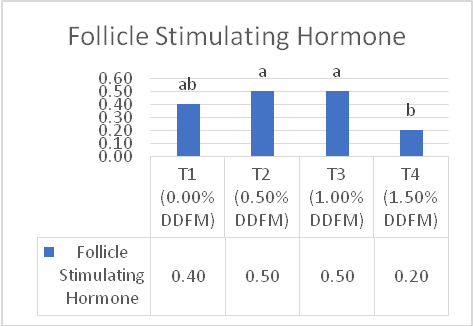 Follicle Stimulating Hormone
0.60
0.50
0.40
0.30
0.20
0.10
0.00
ab
a
a
b
T1
(0.00%
DDFM)
T2
(0.50%
DDFM)
T3
(1.00%
DDFM)
T4
(1.50%
DDFM)
Follicle
Stimulating
Hormone
0.40
0.50
0.50
0.20